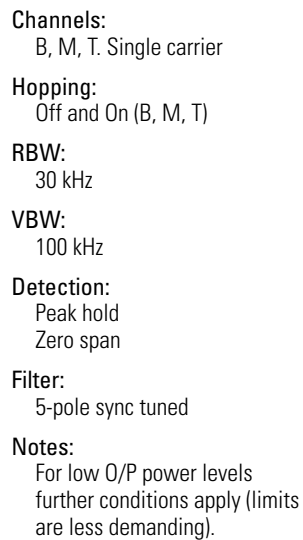 Channels:
B, M, T. Single carrier
Hopping:
Off and On (B, M, T)
RBW:
30 kHz
VBW:
100 kHz
Detection:
Peak hold
Zero span
Filter:
5-pole sync tuned
Notes:
For low O/P power levels
further conditions apply (limits
are less demanding).